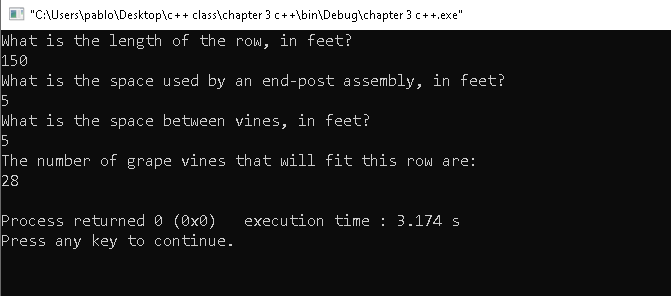 "C:\Users\pablo\Desktop\c++ class\chapter 3 c++\bin\Debug\chapter 3 c++.exe"
What is the length of the row, in feet?
150
What is the space used by an end-post assembly, in feet?
5
What is the space between vines, in feet?
5
The number of grape vines that will fit this row are:
28
Process returned 0 (0x0)   execution time : 3.174 s
Press any key to continue.